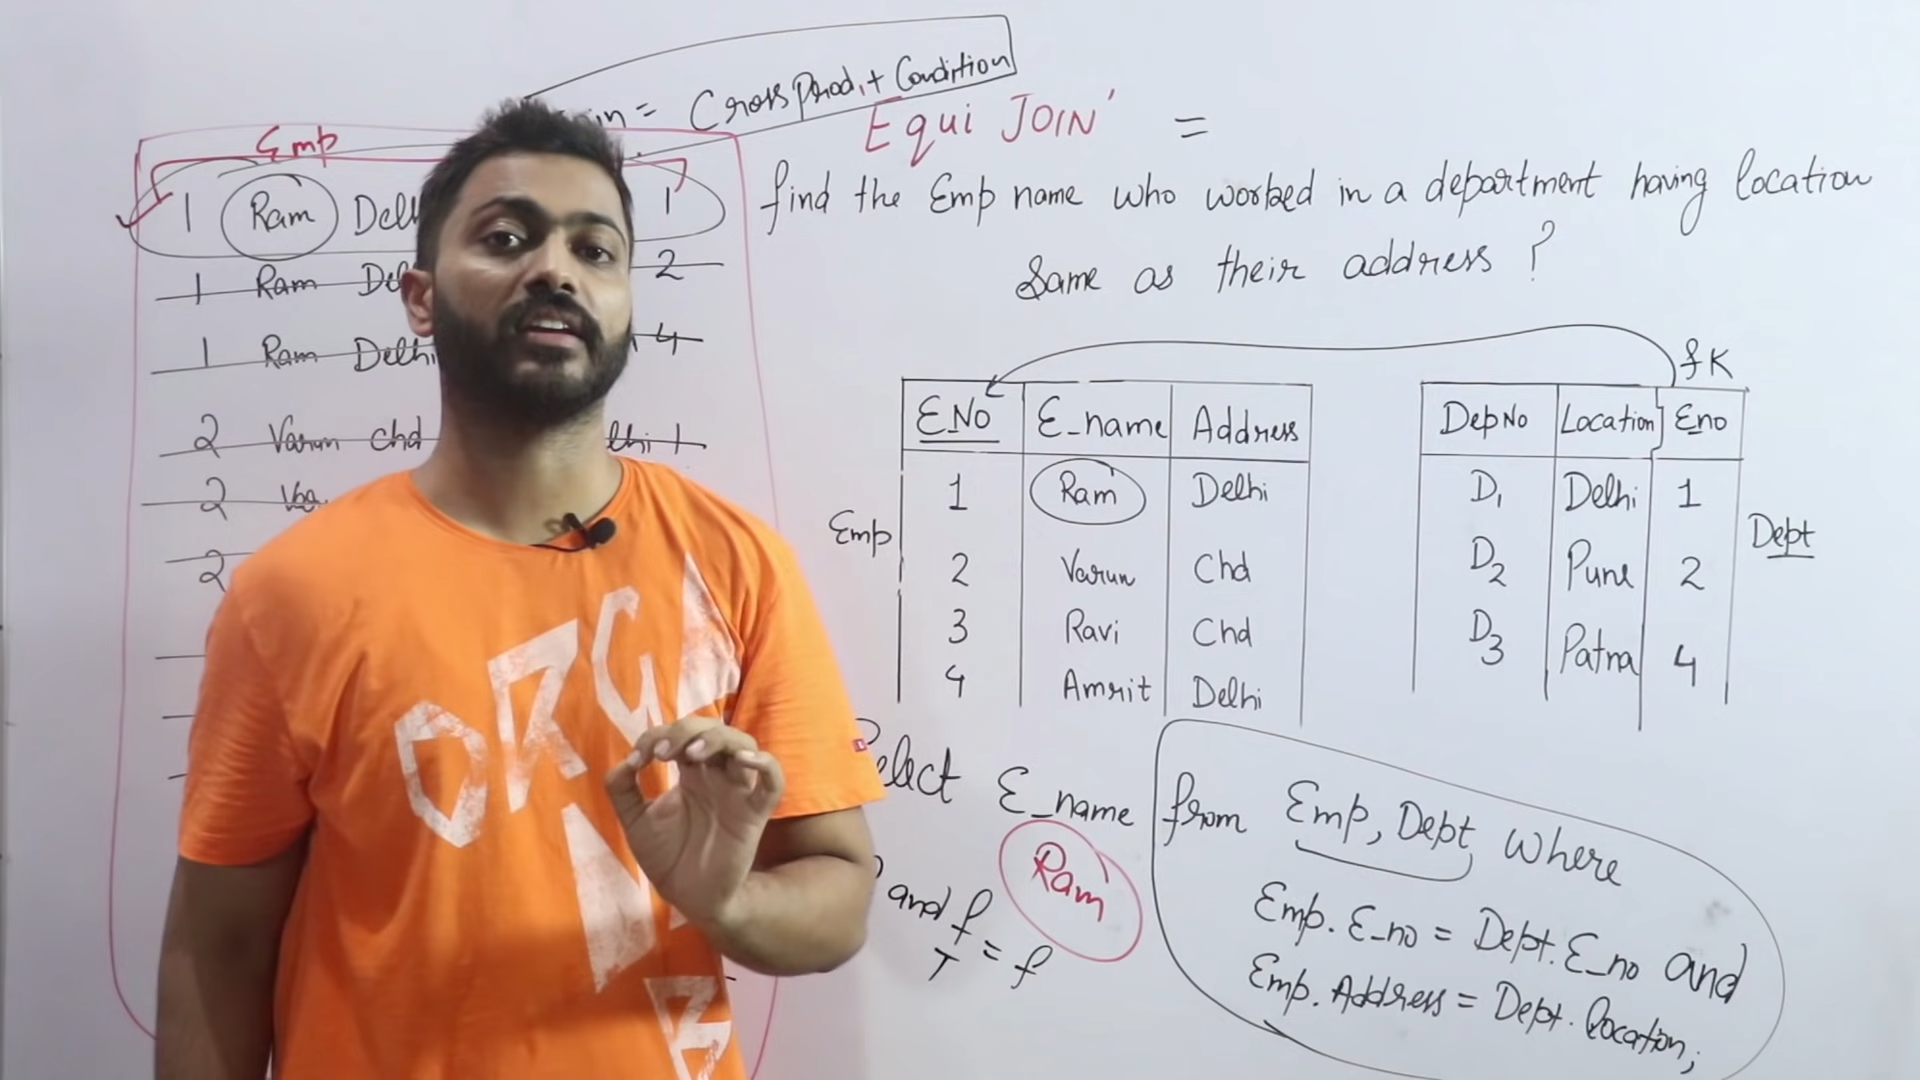 = Cross Prod. + Condition
Equi JOIN =
find the Emp name who worked in a department having location
Same as their address ?
Emp
1 Ram 1
1 Ram 2
1 Ram Delhi 4
2 Varun Chd 1
2
2
fK
E.No E_name Address
1 Ram Delhi
2 Varun Chd
3 Ravi Chd
4 Amrit Delhi
Emp
DepNo Location Eno
D1 Delhi 1
D2 Pune 2
D3 Patna 4
Dept
Select E_name from Emp, Dept where
Emp. E_no = Dept. E_no and
Emp. Address = Dept. location;
Ram
and f
T = f
ORGA